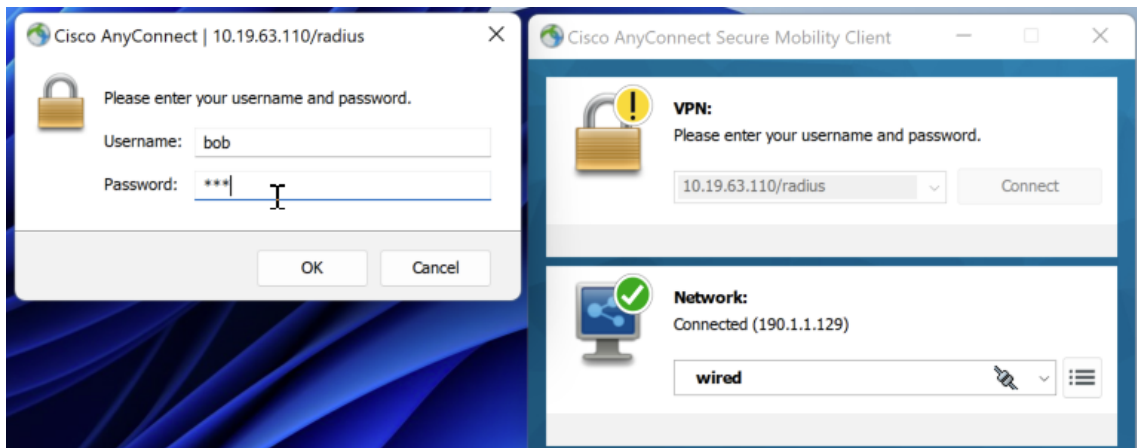 Cisco AnyConnect | 10.19.63.110/radius
Please enter your username and password.
Username: bob
Password: ***
OK Cancel
Cisco AnyConnect Secure Mobility Client
VPN:
Please enter your username and password.
10.19.63.110/radius Connect
Network:
Connected (190.1.1.129)
wired